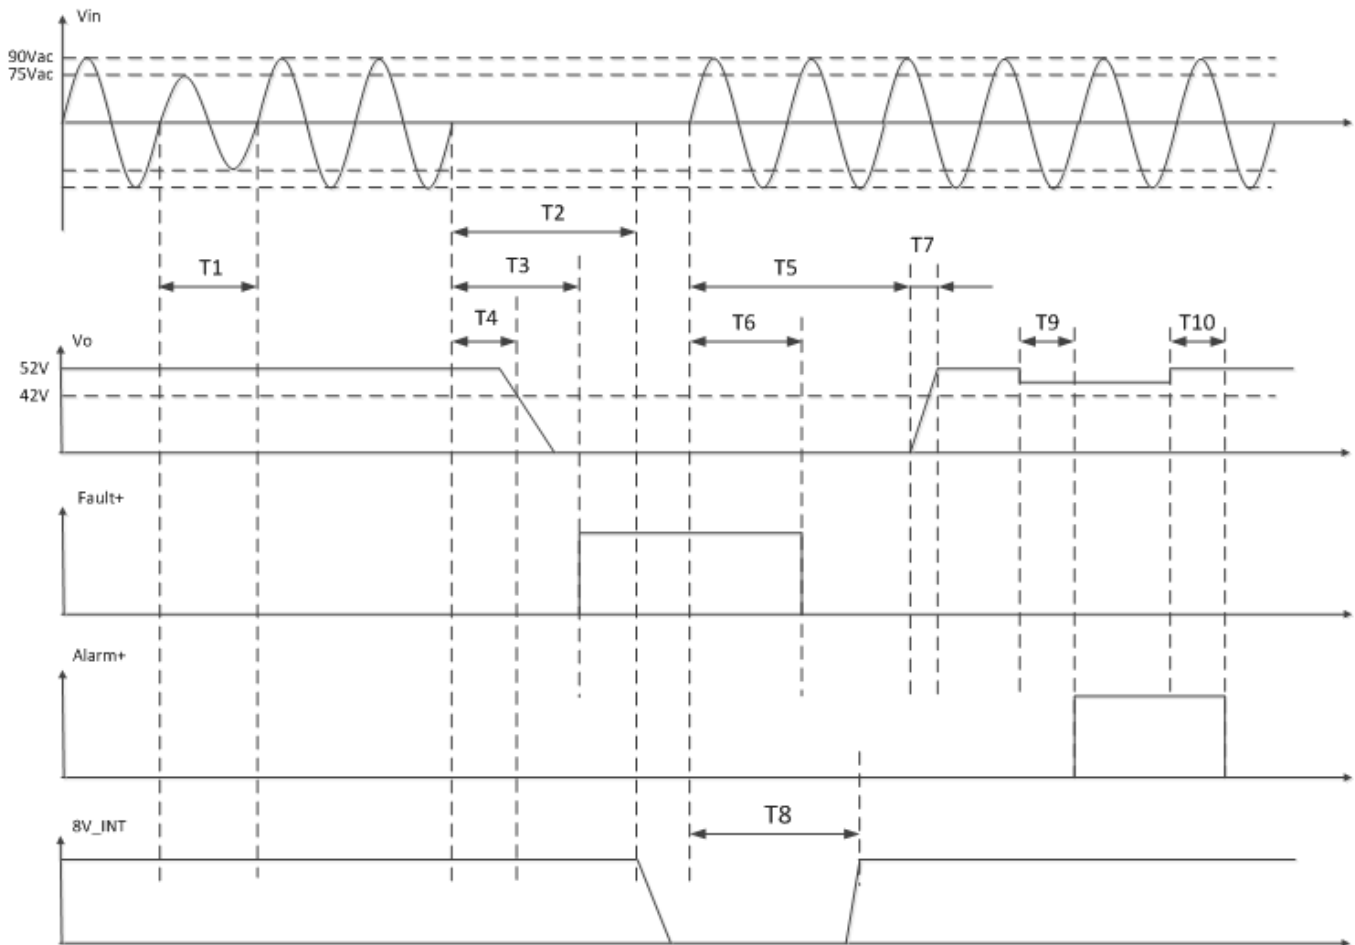 Vin
90Vac
75Vac
T2
T7
T1
T3
T5
T4
T6
T9
T10
Vo
52V
42V
Fault+
Alarm+
T8
8V_INT